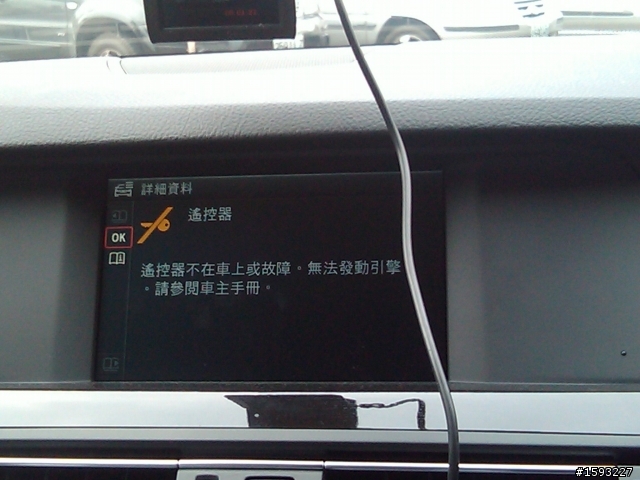 詳細資料
遙控器
OK
遙控器不在車上或故障。無法發動引擎
。請參閱車主手冊。
#1593227